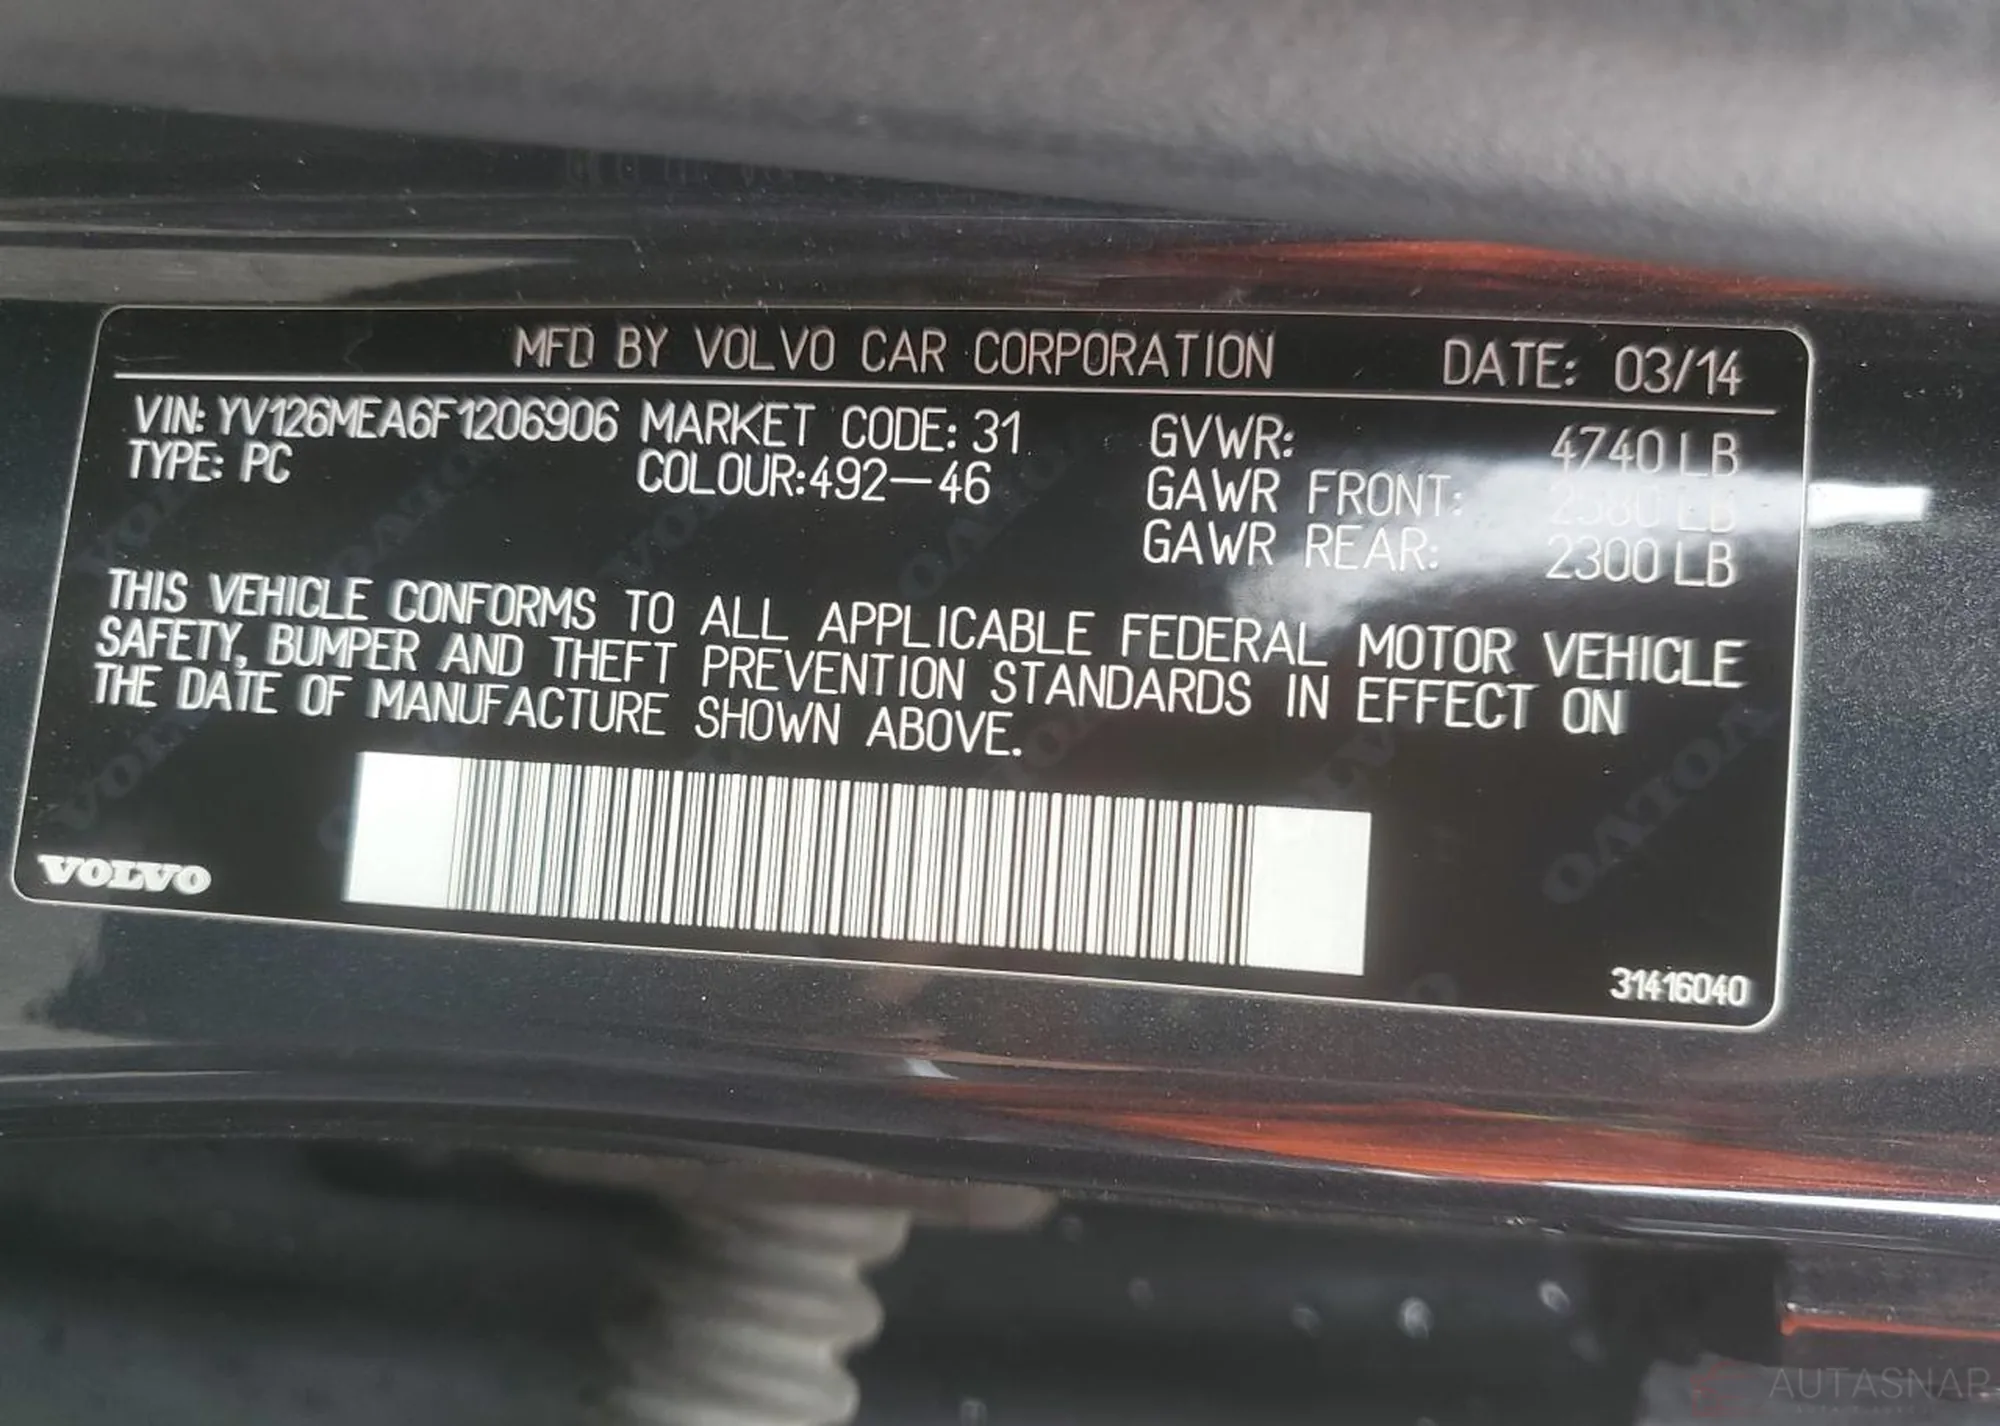 MFD BY VOLVO CAR CORPORATION DATE: 03/14
VIN: YV126MEA6F1206906 MARKET CODE: 31 GVWR: 4740 LB
TYPE: PC COLOUR:492-46 GAWR FRONT: LB
GAWR REAR: 2300 LB
THIS VEHICLE CONFORMS TO ALL APPLICABLE FEDERAL MOTOR VEHICLE
SAFETY, BUMPER AND THEFT PREVENTION STANDARDS IN EFFECT ON
THE DATE OF MANUFACTURE SHOWN ABOVE.
VOLVO
31416040
AUTASNAP